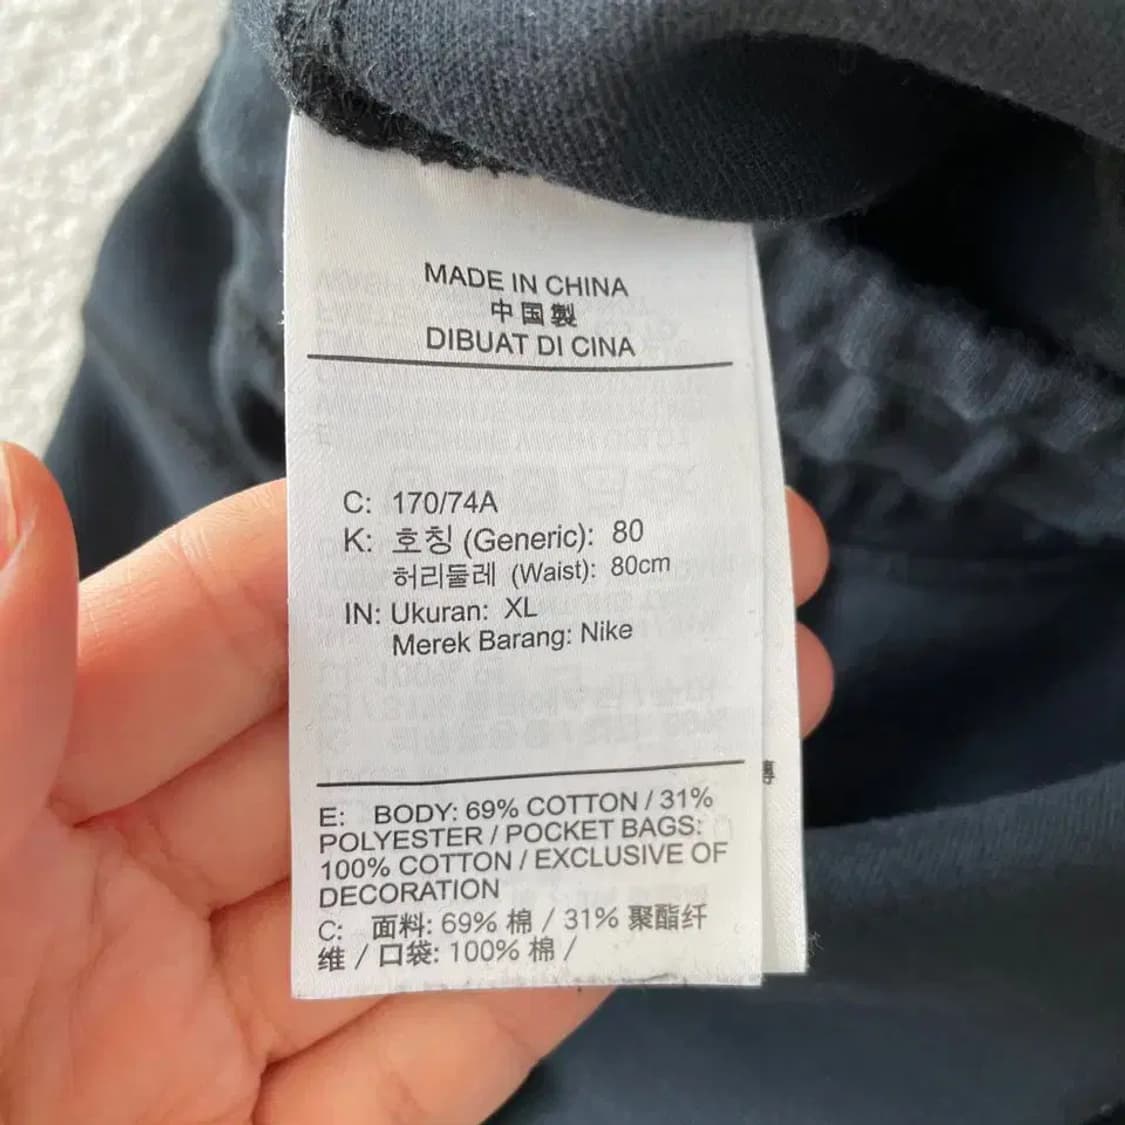 MADE IN CHINA
中国製
DIBUAT DI CINA
C: 170/74A
K: 호칭 (Generic): 80
허리둘레 (Waist): 80cm
IN: Ukuran: XL
Merek Barang: Nike
E: BODY: 69% COTTON / 31%
POLYESTER / POCKET BAGS:
100% COTTON / EXCLUSIVE OF
DECORATION
C: 面料: 69% 棉 / 31% 聚酯纤
维 / 口袋: 100% 棉 /